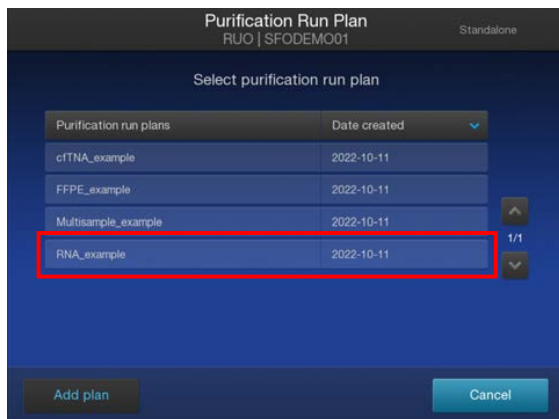 Purification Run Plan
RUO | SFODEMO01
Standalone
Select purification run plan
Purification run plans Date created
cfTNA_example 2022-10-11
FFPE_example 2022-10-11
Multisample_example 2022-10-11
1/1
RNA_example 2022-10-11
Add plan Cancel